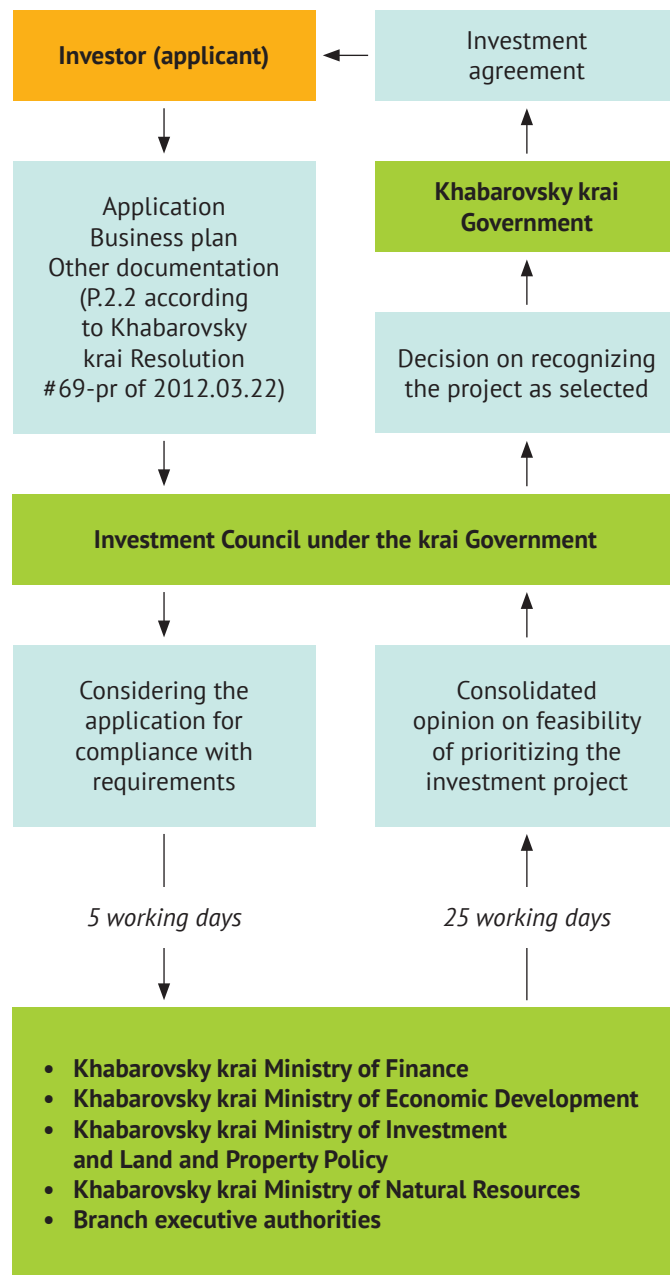 Investor (applicant)
Investment
agreement
Application
Business plan
Other documentation
(P.2.2 according
to Khabarovsky
krai Resolution
#69-pr of 2012.03.22)
Khabarovsky krai
Government
Decision on recognizing
the project as selected
Investment Council under the krai Government
Considering the
application for
compliance with
requirements
Consolidated
opinion on feasibility
of prioritizing the
investment project
5 working days
25 working days
• Khabarovsky krai Ministry of Finance
• Khabarovsky krai Ministry of Economic Development
• Khabarovsky krai Ministry of Investment
and Land and Property Policy
• Khabarovsky krai Ministry of Natural Resources
• Branch executive authorities